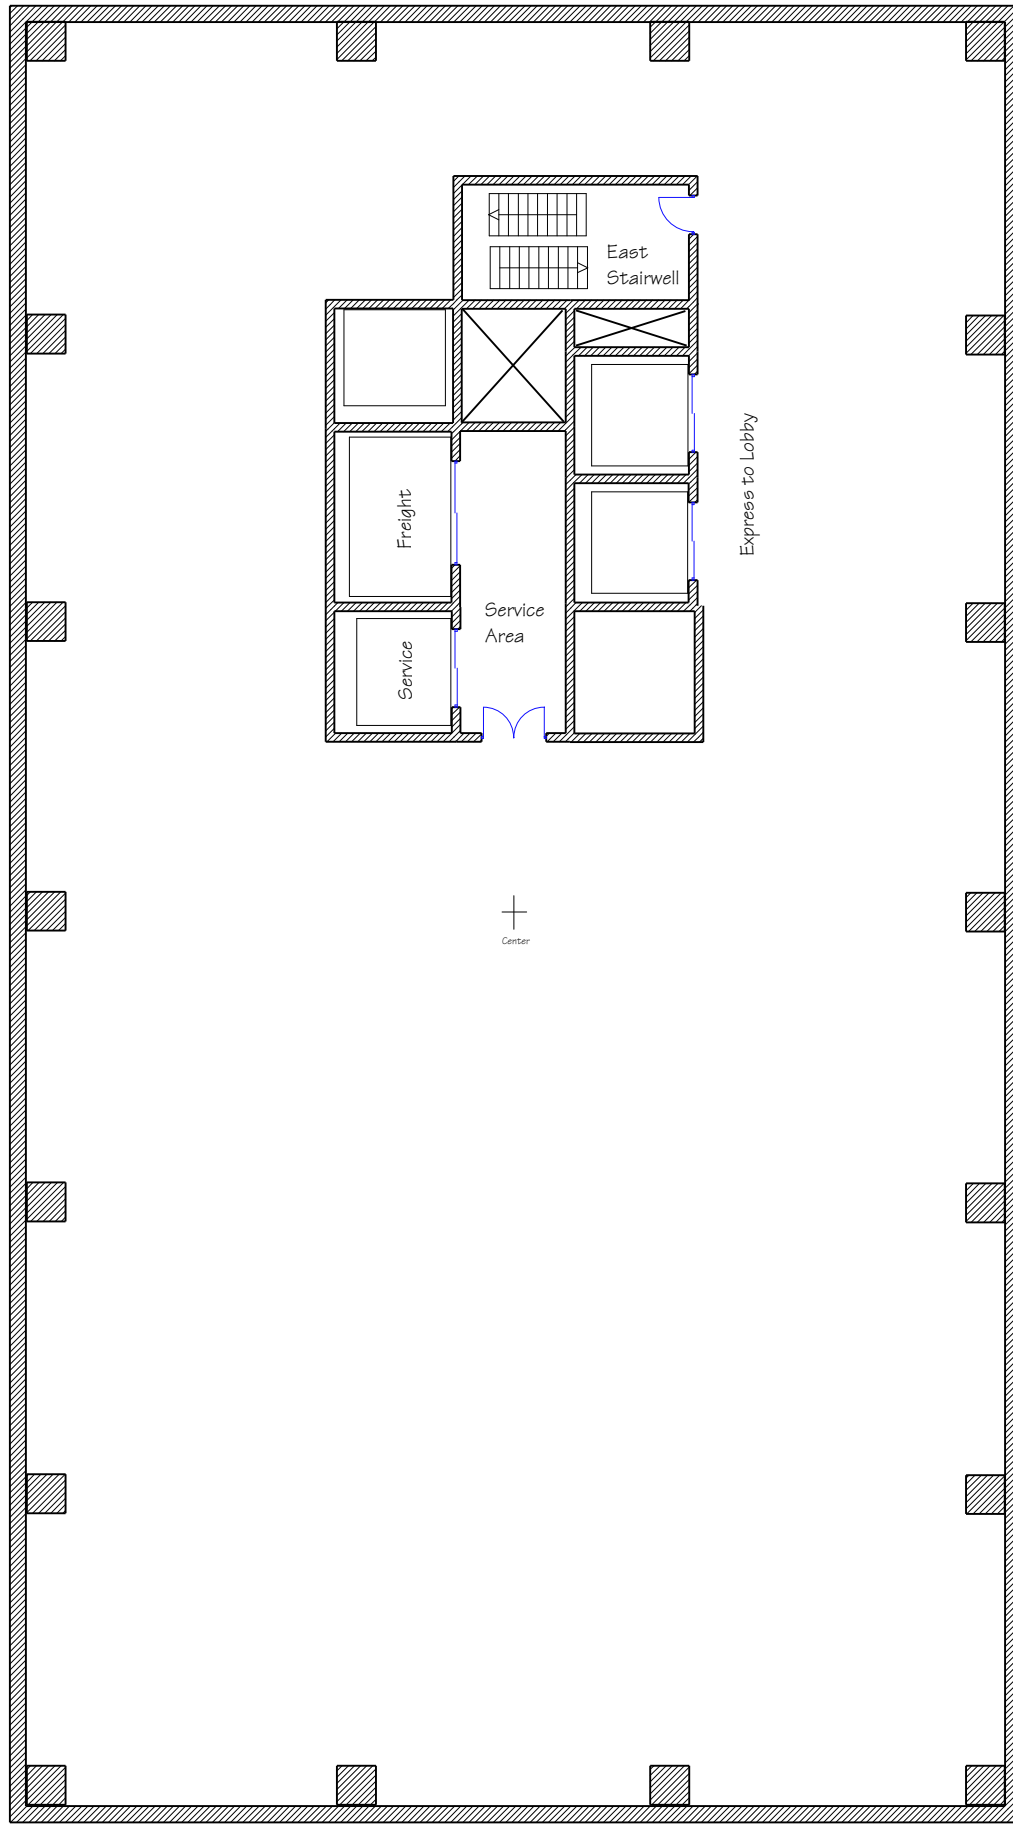 East
Stairwell
Express to Lobby
Freight
Service
Area
Service
Center